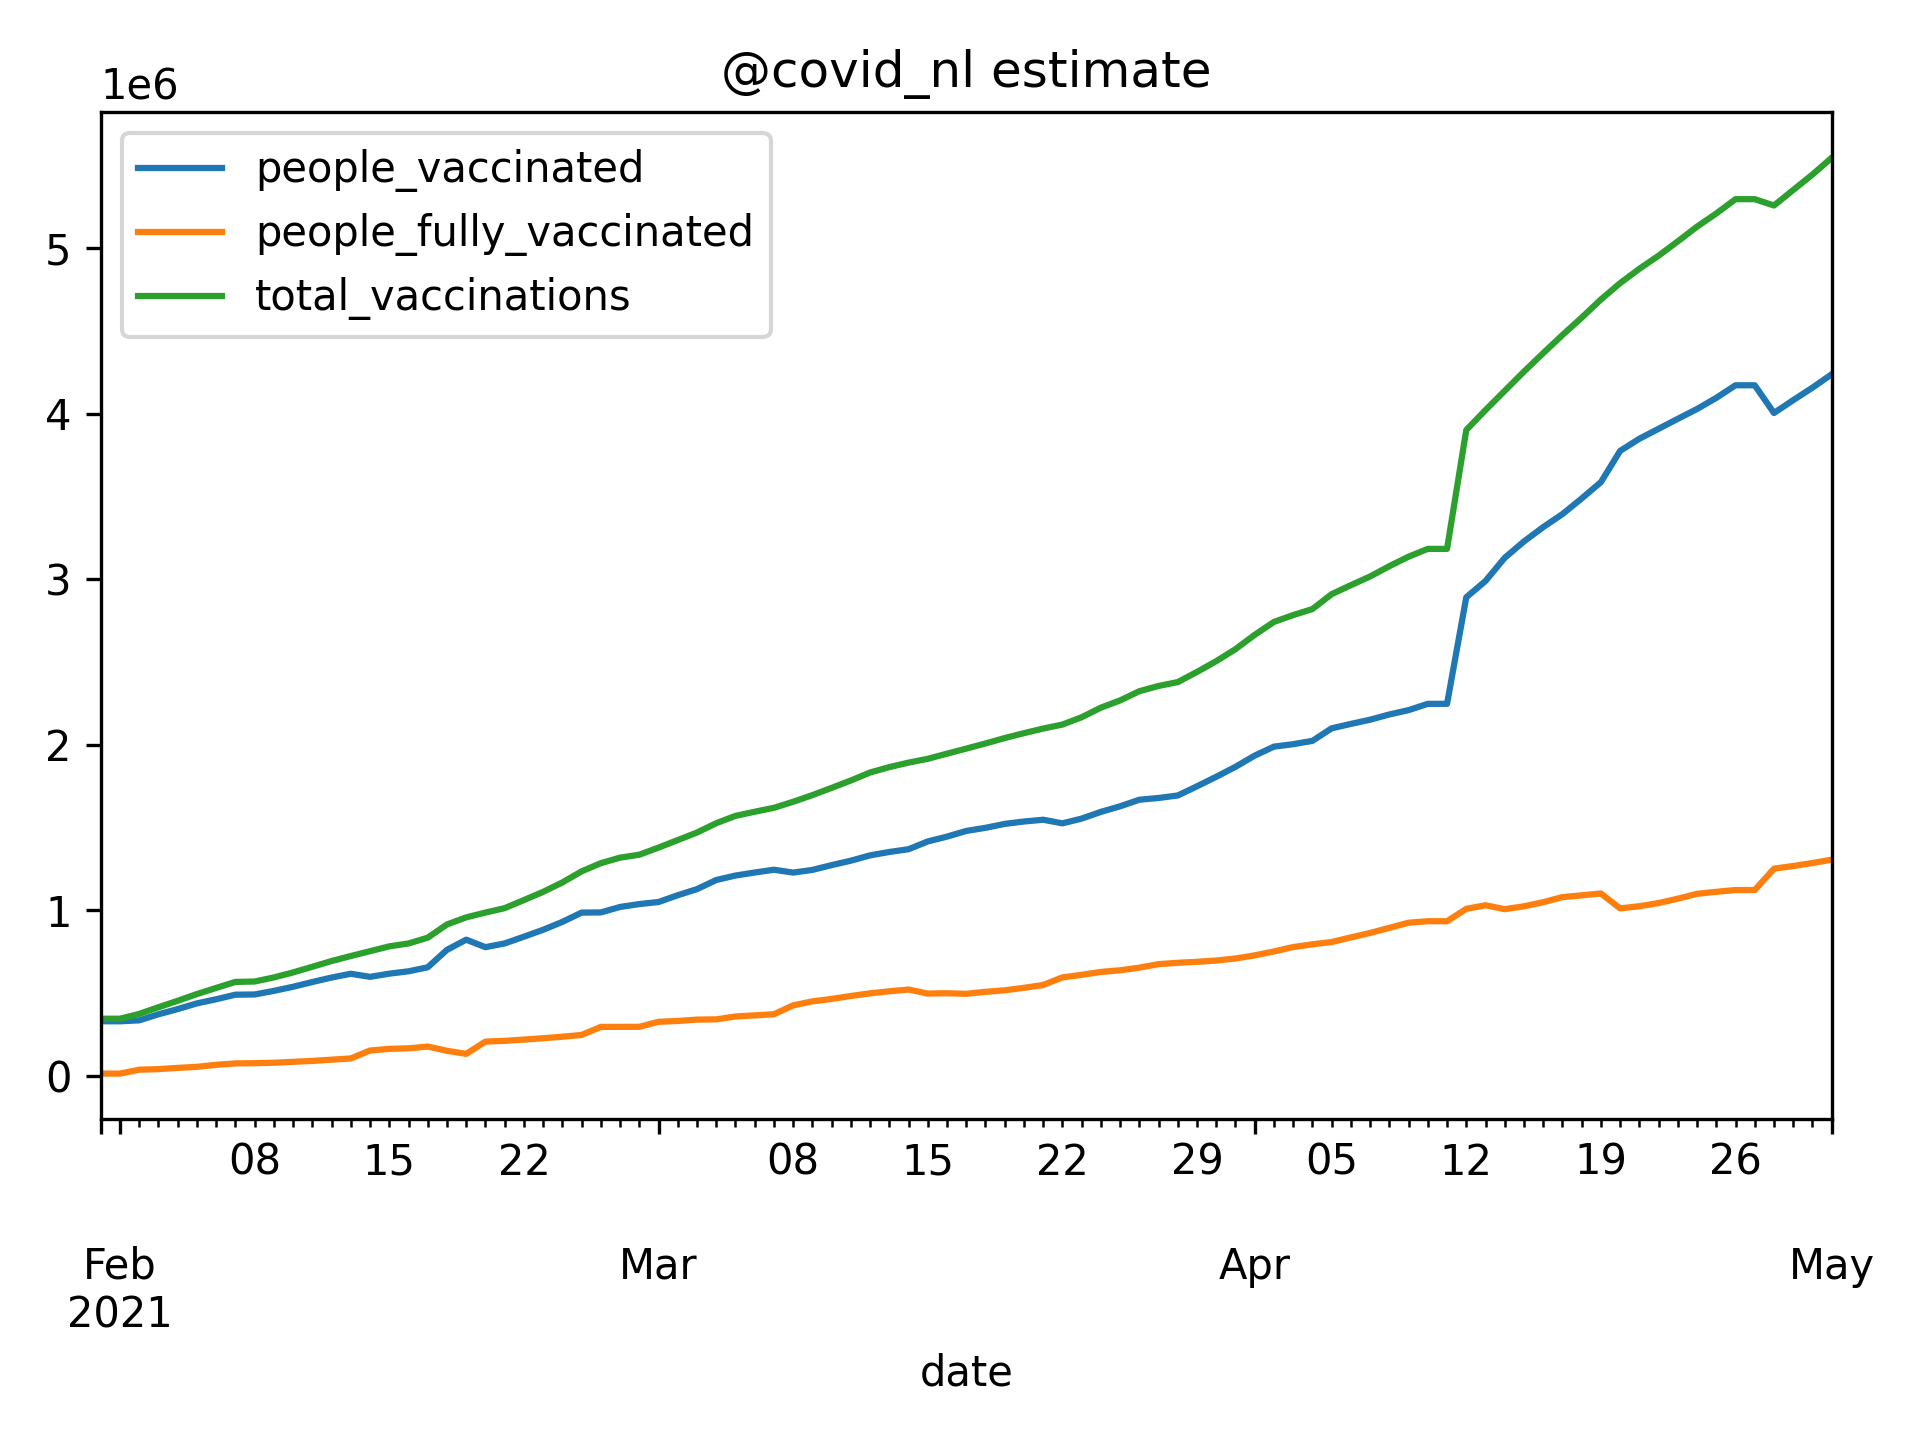 @covid_nl estimate
1e6
people_vaccinated
people_fully_vaccinated
total_vaccinations
5
4
3
2
1
0
08 15 22 08 15 22 29 05 12 19 26
Feb Mar Apr May
2021
date